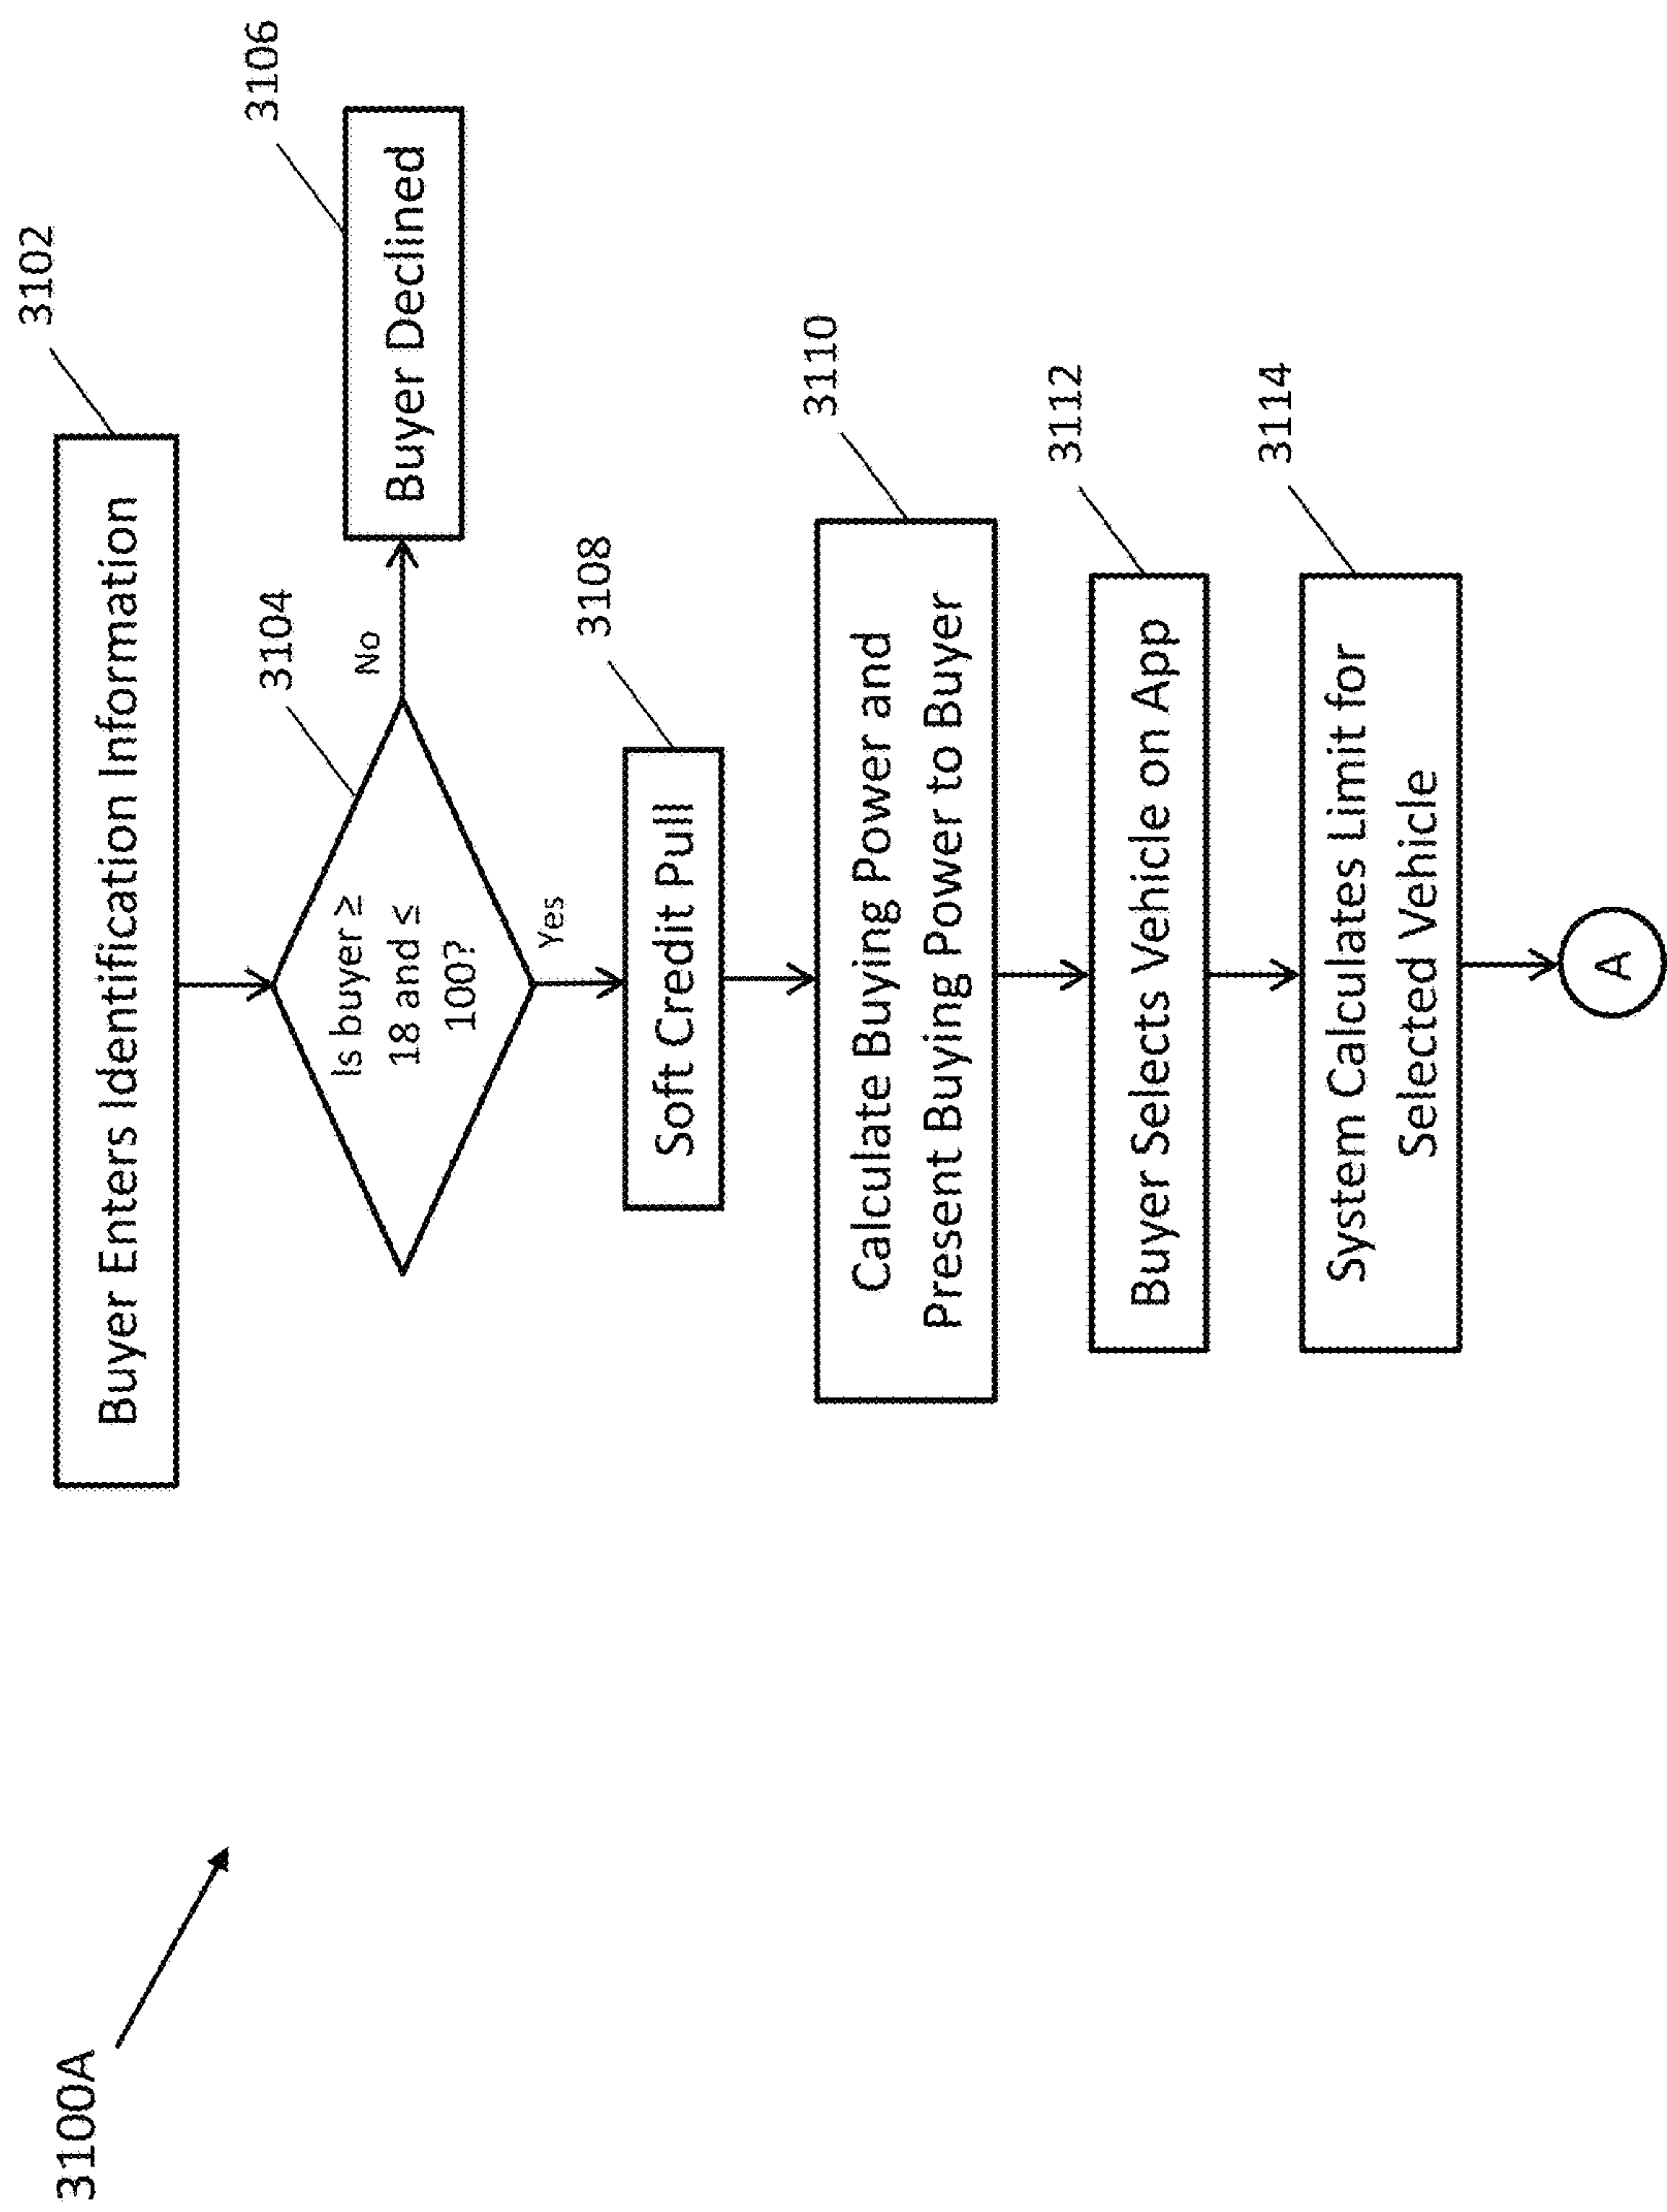 3100A
3102
Buyer Enters Identification Information
3104
Is buyer ≥
18 and ≤
100?
No
3106
Buyer Declined
Yes
3108
Soft Credit Pull
3110
Calculate Buying Power and
Present Buying Power to Buyer
3112
Buyer Selects Vehicle on App
3114
System Calculates Limit for
Selected Vehicle
A